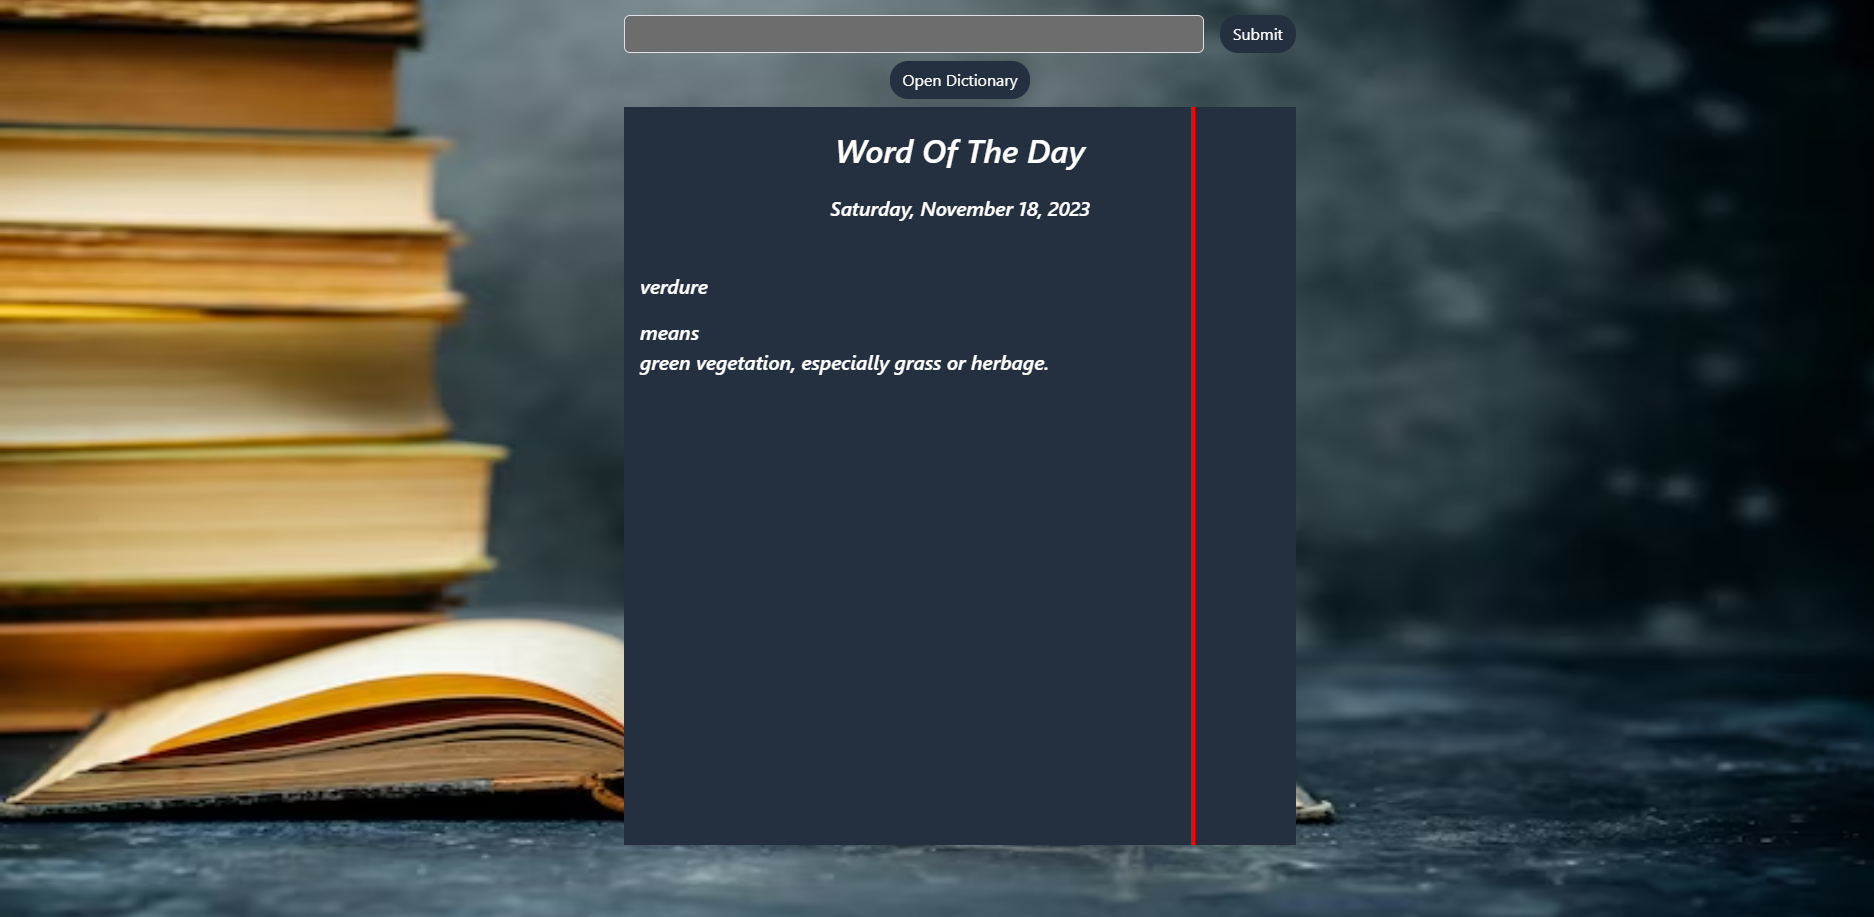 Submit
Open Dictionary
Word Of The Day
Saturday, November 18, 2023
verdure
means
green vegetation, especially grass or herbage.